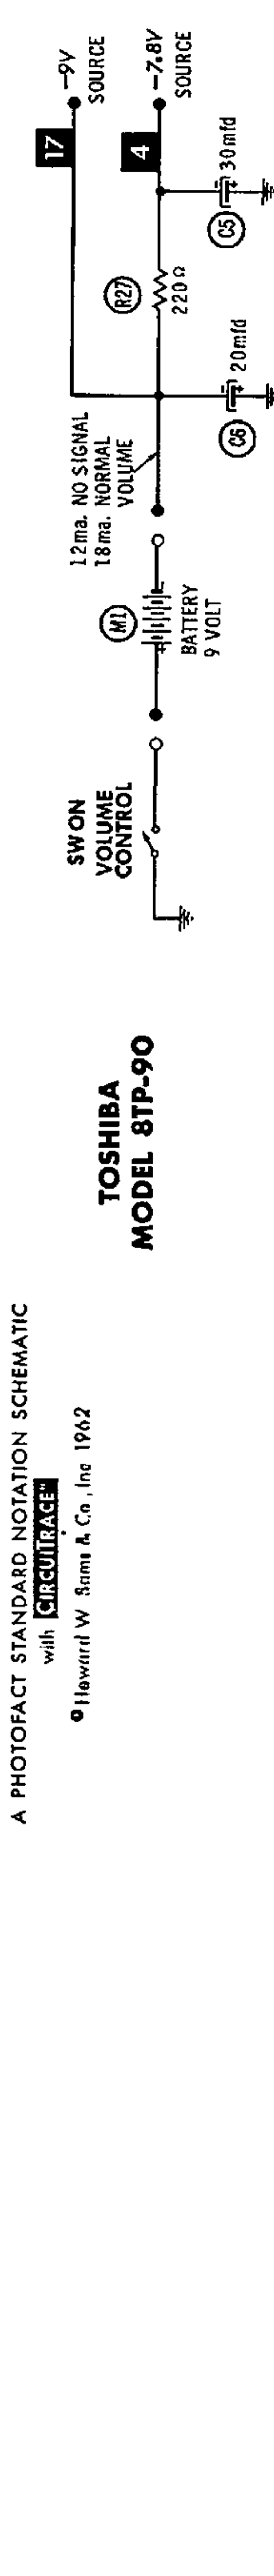 A PHOTOFACT STANDARD NOTATION SCHEMATIC
with CIRCUITRACE"
Howard W Sams & Co, Inc 1962
TOSHIBA
MODEL 8TP-90
SW ON
VOLUME
CONTROL
M1
BATTERY
9 VOLT
12ma. NO SIGNAL
18ma. NORMAL
VOLUME
C6
20mfd
R27
220Ω
C5
30mfd
17
-9V
SOURCE
4
-7.8V
SOURCE